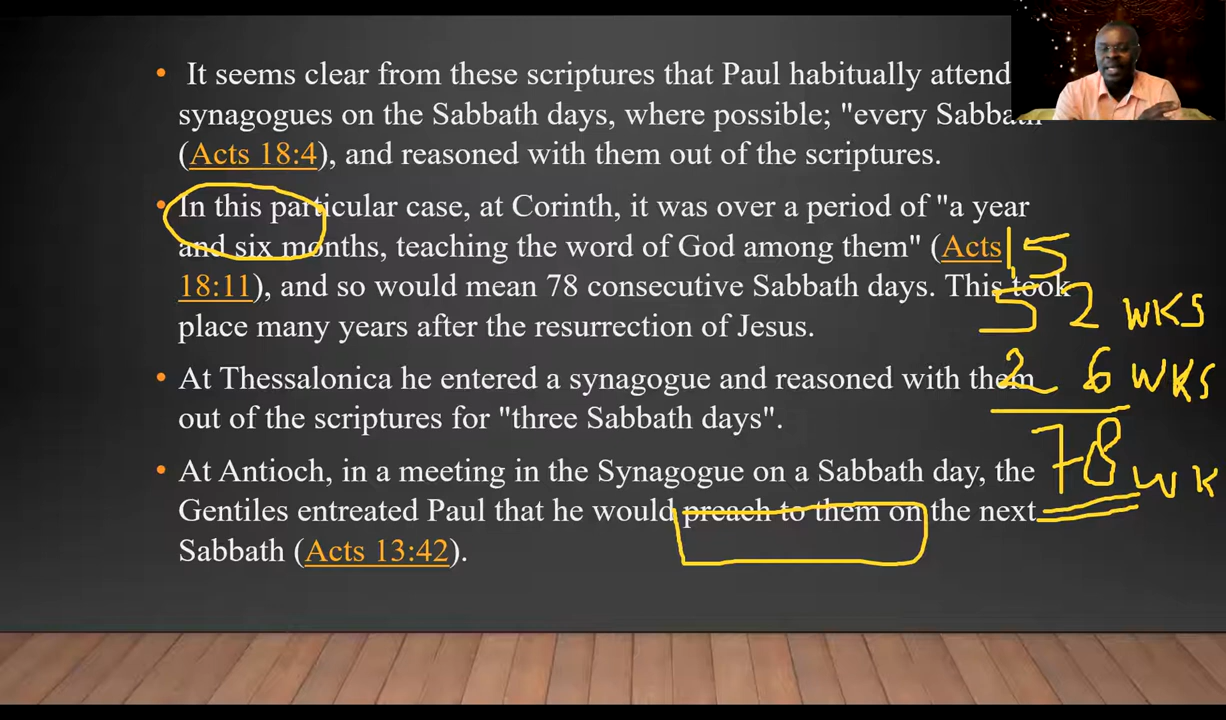 • It seems clear from these scriptures that Paul habitually attend
synagogues on the Sabbath days, where possible; "every Sabbath
(Acts 18:4), and reasoned with them out of the scriptures.
• In this particular case, at Corinth, it was over a period of "a year
and six months, teaching the word of God among them" (Acts
18:11), and so would mean 78 consecutive Sabbath days. This took
place many years after the resurrection of Jesus.
• At Thessalonica he entered a synagogue and reasoned with them
out of the scriptures for "three Sabbath days".
• At Antioch, in a meeting in the Synagogue on a Sabbath day, the
Gentiles entreated Paul that he would preach to them on the next
Sabbath (Acts 13:42).
15
52 WKS
26 WKS
78 WK